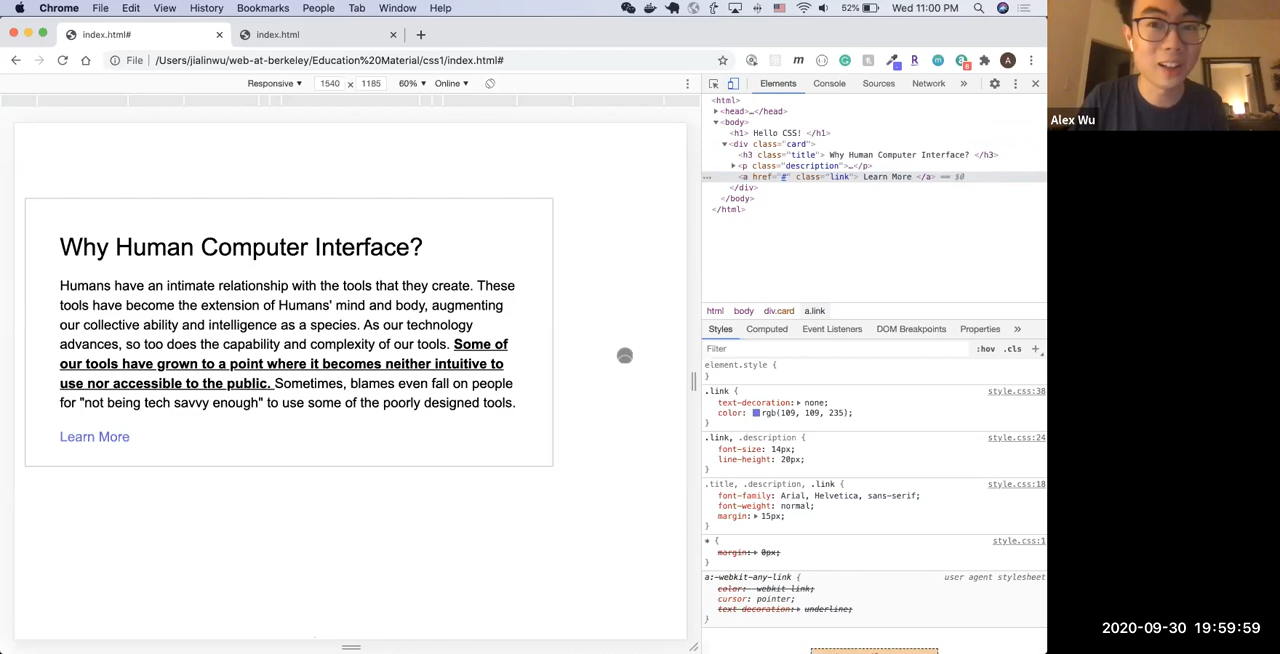 Chrome File Edit View History Bookmarks People Tab Window Help 52% Wed 11:00 PM
index.html# index.html
File /Users/jialinwu/web-at-berkeley/Education%20Material/css1/index.html#
Responsive 1540 x 1185 60% Online
Elements Console Sources Network
<html>
<head>…</head>
<body>
<h1> Hello CSS! </h1>
<div class="card">
<h3 class="title"> Why Human Computer Interface? </h3>
<p class="description">…</p>
<a href="#" class="link"> Learn More </a> == $0
</div>
</body>
</html>
Why Human Computer Interface?
Humans have an intimate relationship with the tools that they create. These
tools have become the extension of Humans' mind and body, augmenting
our collective ability and intelligence as a species. As our technology
advances, so too does the capability and complexity of our tools. Some of
our tools have grown to a point where it becomes neither intuitive to
use nor accessible to the public. Sometimes, blames even fall on people
for "not being tech savvy enough" to use some of the poorly designed tools.
Learn More
html body div.card a.link
Styles Computed Event Listeners DOM Breakpoints Properties
Filter :hov .cls +
element.style {
}
.link { style.css:38
text-decoration: none;
color: rgb(109, 109, 235);
}
.link, .description { style.css:24
font-size: 14px;
line-height: 20px;
}
.title, .description, .link { style.css:18
font-family: Arial, Helvetica, sans-serif;
font-weight: normal;
margin: 15px;
}
* { style.css:1
margin: 0px;
}
a:-webkit-any-link { user agent stylesheet
color: -webkit-link;
cursor: pointer;
text-decoration: underline;
}
Alex Wu
2020-09-30 19:59:59